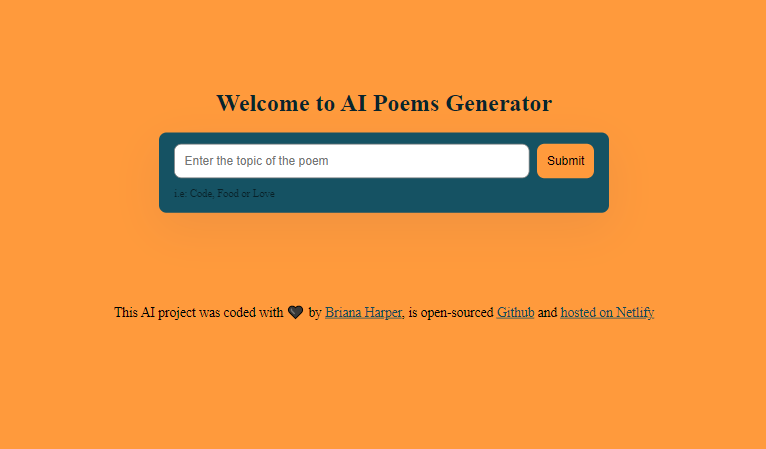 Welcome to AI Poems Generator
Enter the topic of the poem
Submit
i.e: Code, Food or Love
This AI project was coded with 🖤 by Briana Harper, is open-sourced Github and hosted on Netlify